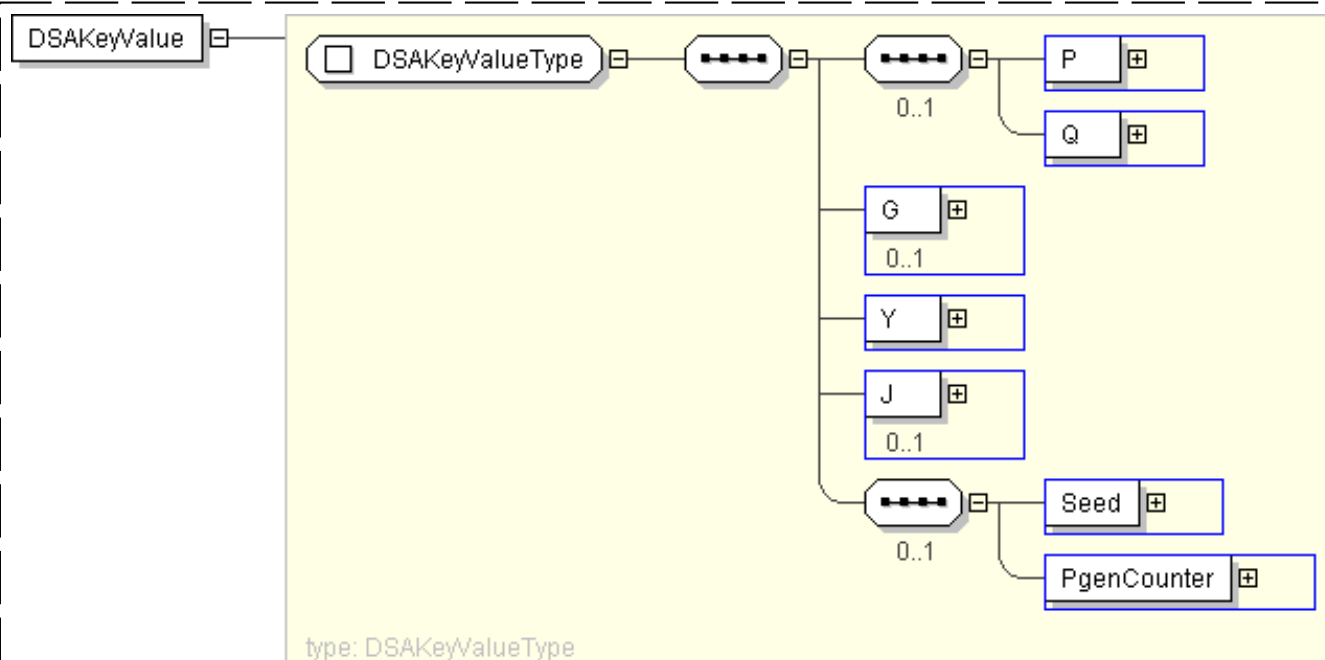 DSAKeyValue
DSAKeyValueType
P
0..1
Q
G
0..1
Y
J
0..1
Seed
0..1
PgenCounter
type: DSAKeyValueType